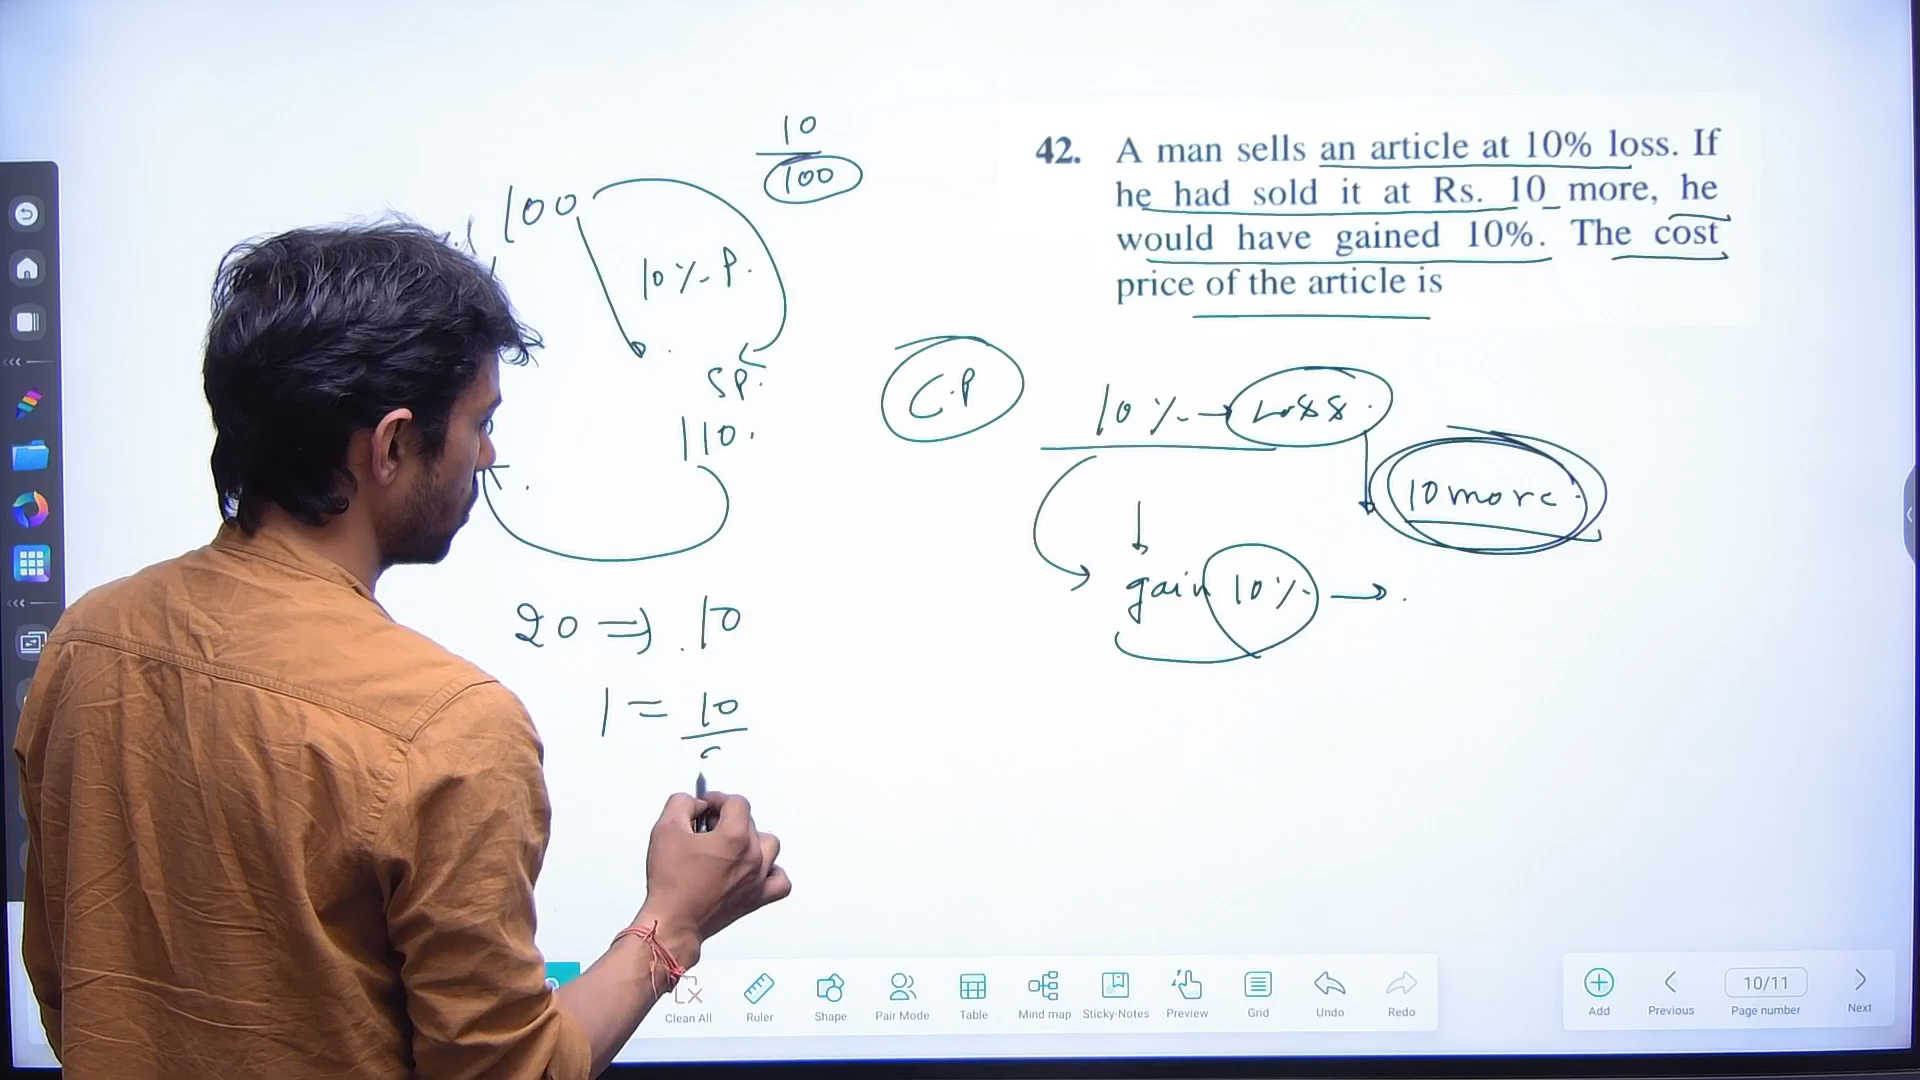 10
100
100
10% P.
SP.
110.
20 ⇒ .10
1 = 10
42. A man sells an article at 10% loss. If
he had sold it at Rs. 10 more, he
would have gained 10%. The cost
price of the article is
C.P
10% → Loss.
10 more.
gain 10% → .
Clean All
Ruler
Shape
Pair Mode
Table
Mind map
Sticky-Notes
Preview
Grid
Undo
Redo
Add
Previous
10/11
Page number
Next